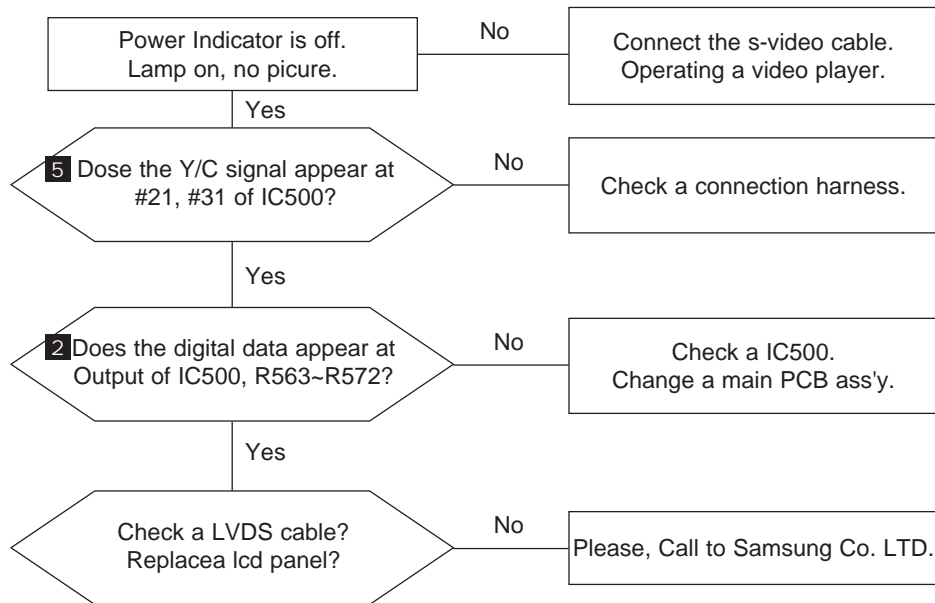 Power Indicator is off.
Lamp on, no picure.
No
Connect the s-video cable.
Operating a video player.
Yes
5 Dose the Y/C signal appear at
#21, #31 of IC500?
No
Check a connection harness.
Yes
2 Does the digital data appear at
Output of IC500, R563~R572?
No
Check a IC500.
Change a main PCB ass'y.
Yes
Check a LVDS cable?
Replacea lcd panel?
No
Please, Call to Samsung Co. LTD.